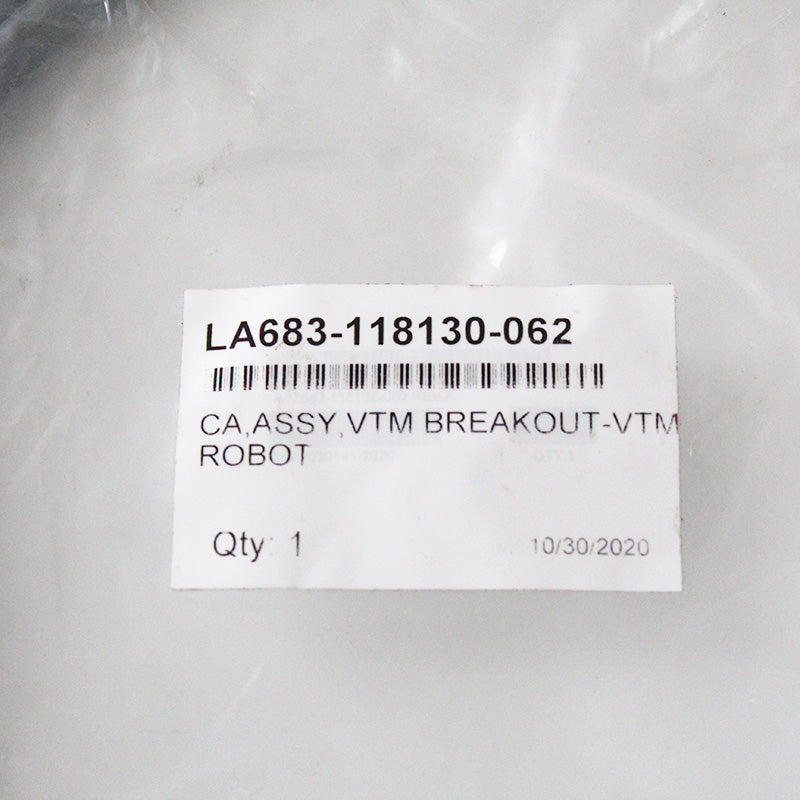 LA683-118130-062
CA,ASSY,VTM BREAKOUT-VTM
ROBOT
Qty: 1
10/30/2020